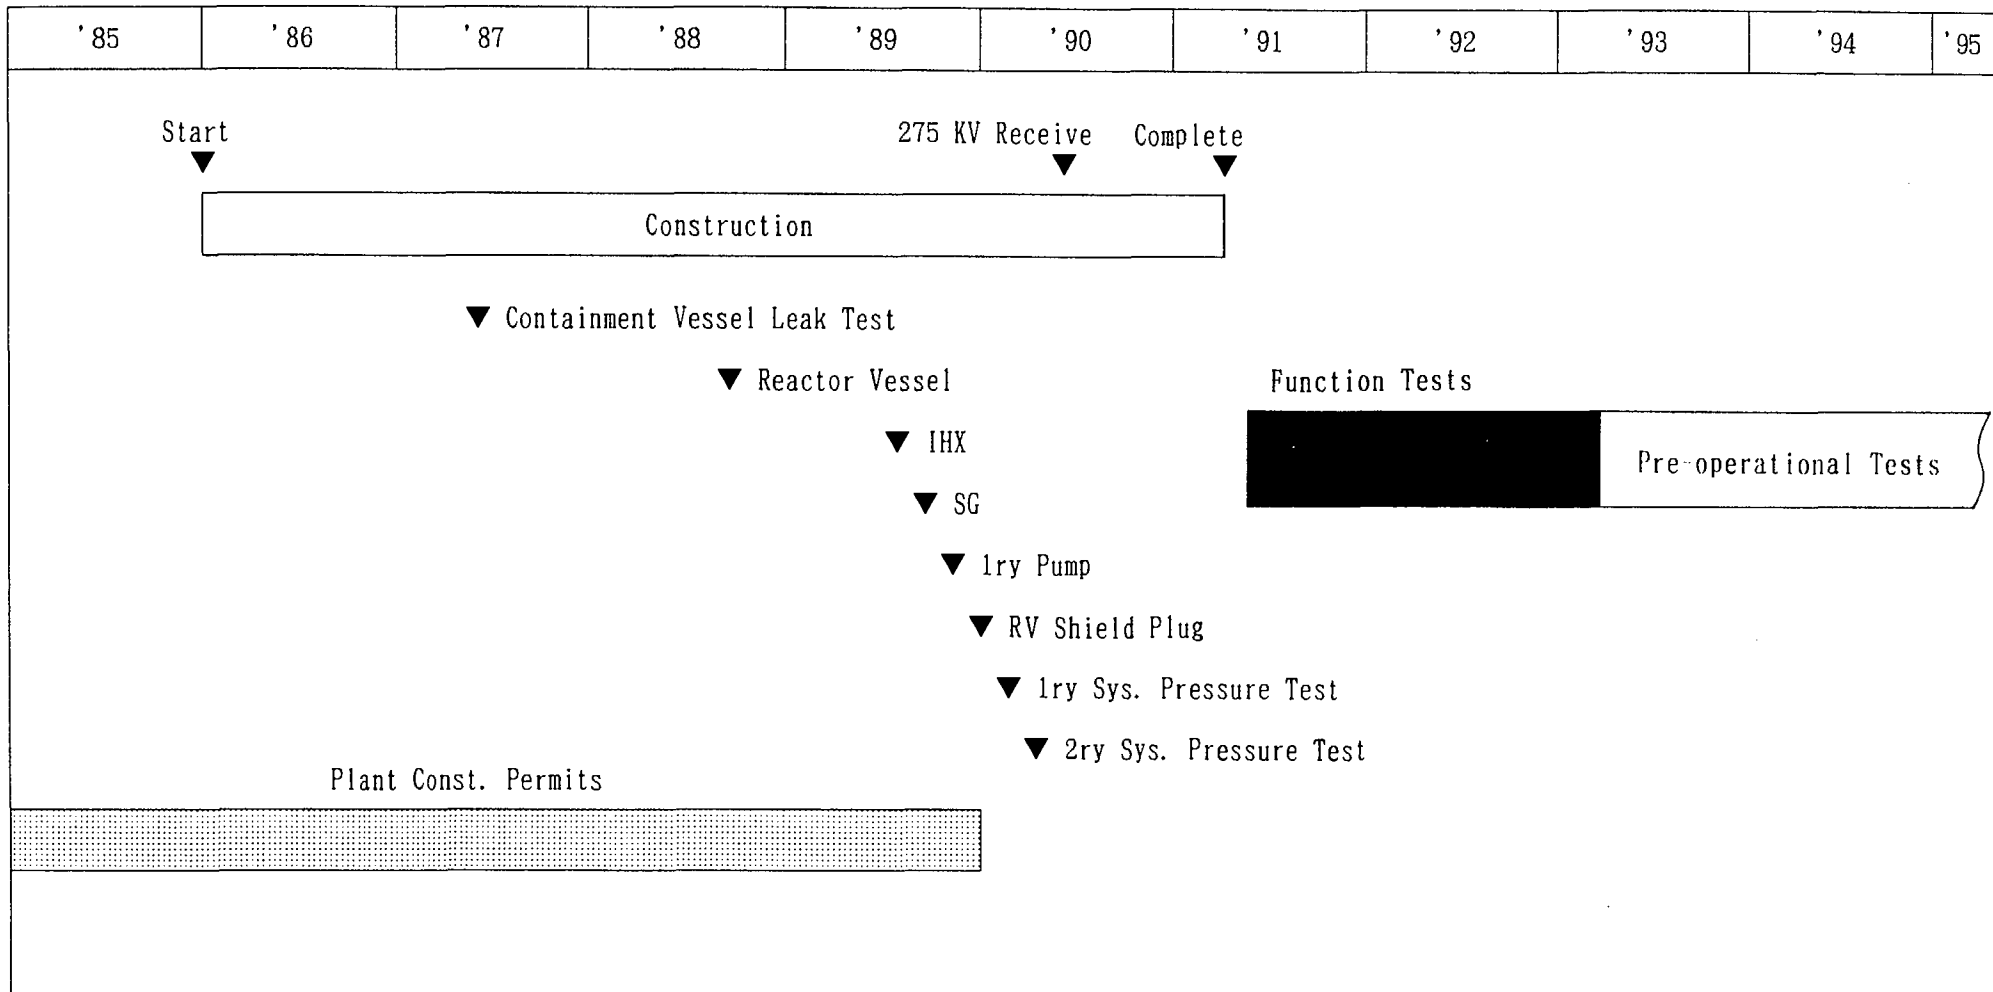 '85 '86 '87 '88 '89 '90 '91 '92 '93 '94 '95
Start 275 KV Receive Complete
Construction
Containment Vessel Leak Test
Reactor Vessel Function Tests
IHX
Pre-operational Tests
SG
1ry Pump
RV Shield Plug
1ry Sys. Pressure Test
2ry Sys. Pressure Test
Plant Const. Permits